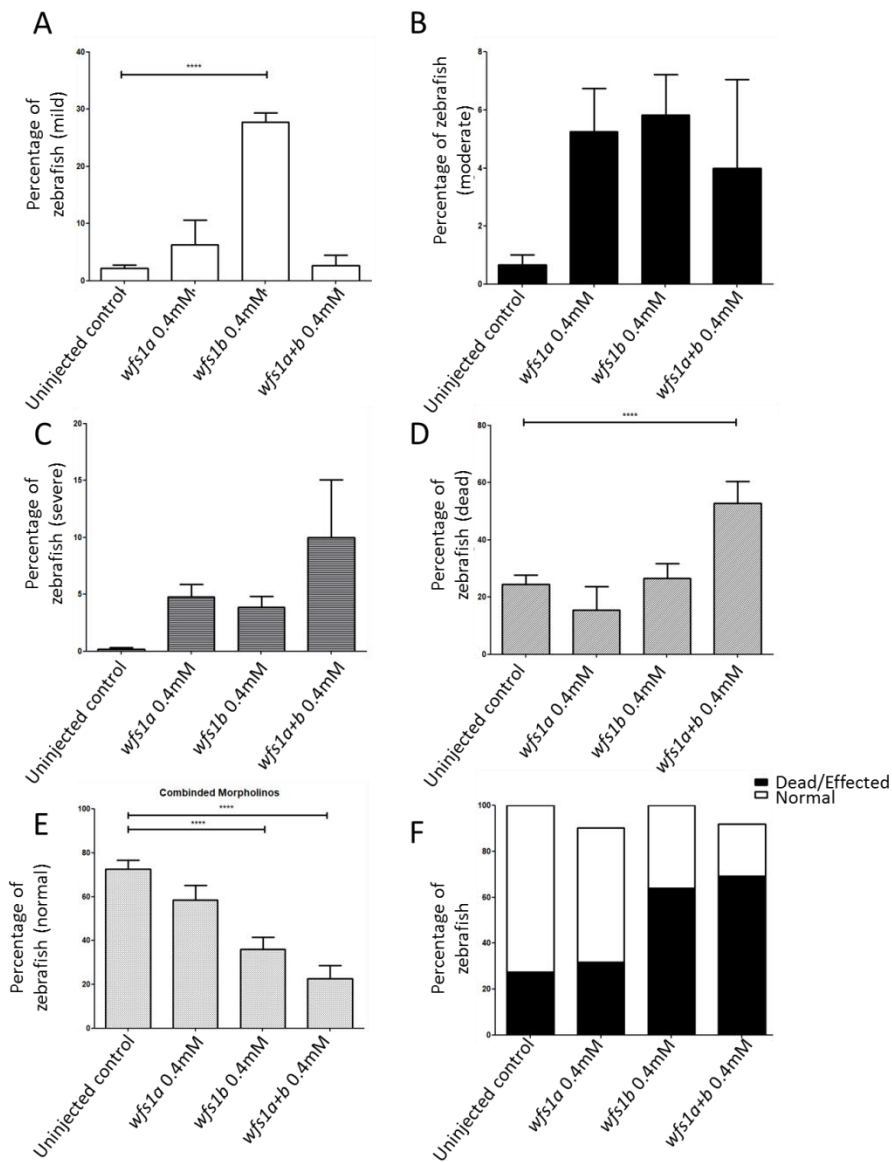 A
Percentage of
zebrafish (mild)
40
30
20
10
0
****
Uninjected control
wfs1a 0.4mM
wfs1b 0.4mM
wfs1a+b 0.4mM
B
Percentage of zebrafish
(moderate)
8
6
4
2
0
Uninjected control
wfs1a 0.4mM
wfs1b 0.4mM
wfs1a+b 0.4mM
C
Percentage of
zebrafish (severe)
20
15
10
5
0
Uninjected control
wfs1a 0.4mM
wfs1b 0.4mM
wfs1a+b 0.4mM
D
Percentage of
zebrafish (dead)
80
60
40
20
0
****
Uninjected control
wfs1a 0.4mM
wfs1b 0.4mM
wfs1a+b 0.4mM
E
Combinded Morpholinos
Percentage of
zebrafish (normal)
100
80
60
40
20
0
****
****
Uninjected control
wfs1a 0.4mM
wfs1b 0.4mM
wfs1a+b 0.4mM
F
Dead/Effected
Normal
Percentage of
zebrafish
100
80
60
40
20
0
Uninjected control
wfs1a 0.4mM
wfs1b 0.4mM
wfs1a+b 0.4mM